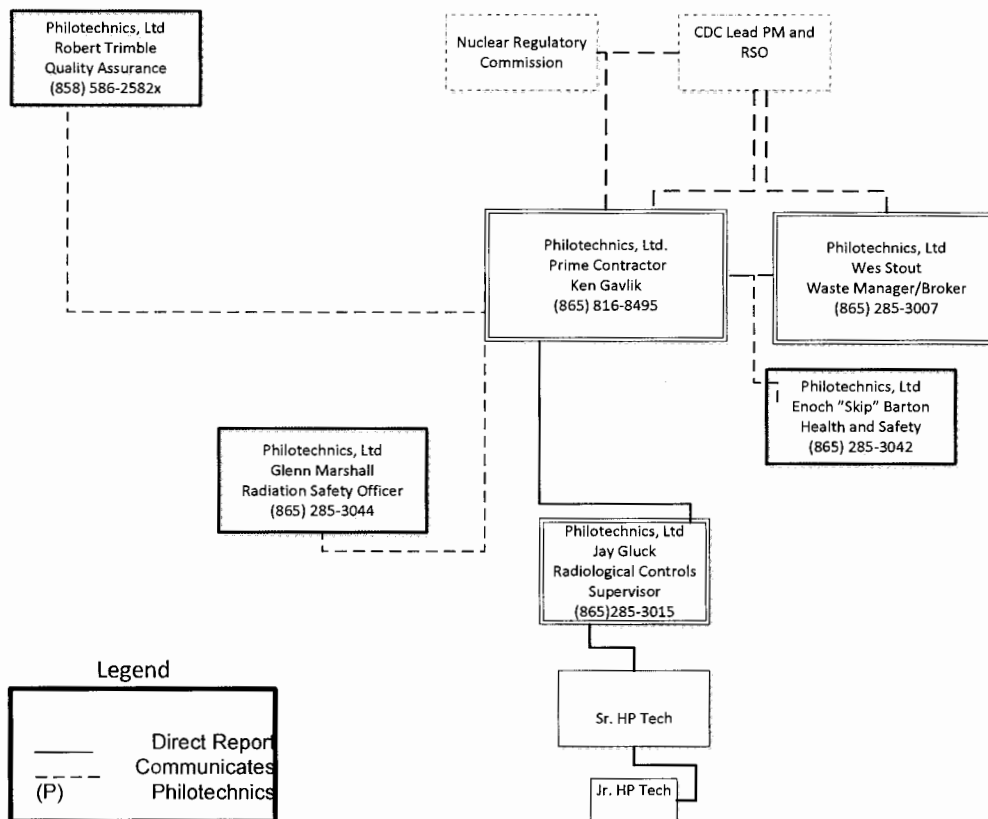 Philotechnics, Ltd
Robert Trimble
Quality Assurance
(858) 586-2582x
Nuclear Regulatory
Commission
CDC Lead PM and
RSO
Philotechnics, Ltd.
Prime Contractor
Ken Gavlik
(865) 816-8495
Philotechnics, Ltd
Wes Stout
Waste Manager/Broker
(865) 285-3007
Philotechnics, Ltd
Enoch "Skip" Barton
Health and Safety
(865) 285-3042
Philotechnics, Ltd
Glenn Marshall
Radiation Safety Officer
(865) 285-3044
Philotechnics, Ltd
Jay Gluck
Radiological Controls
Supervisor
(865)285-3015
Sr. HP Tech
Jr. HP Tech
Legend
Direct Report
Communicates
(P) Philotechnics